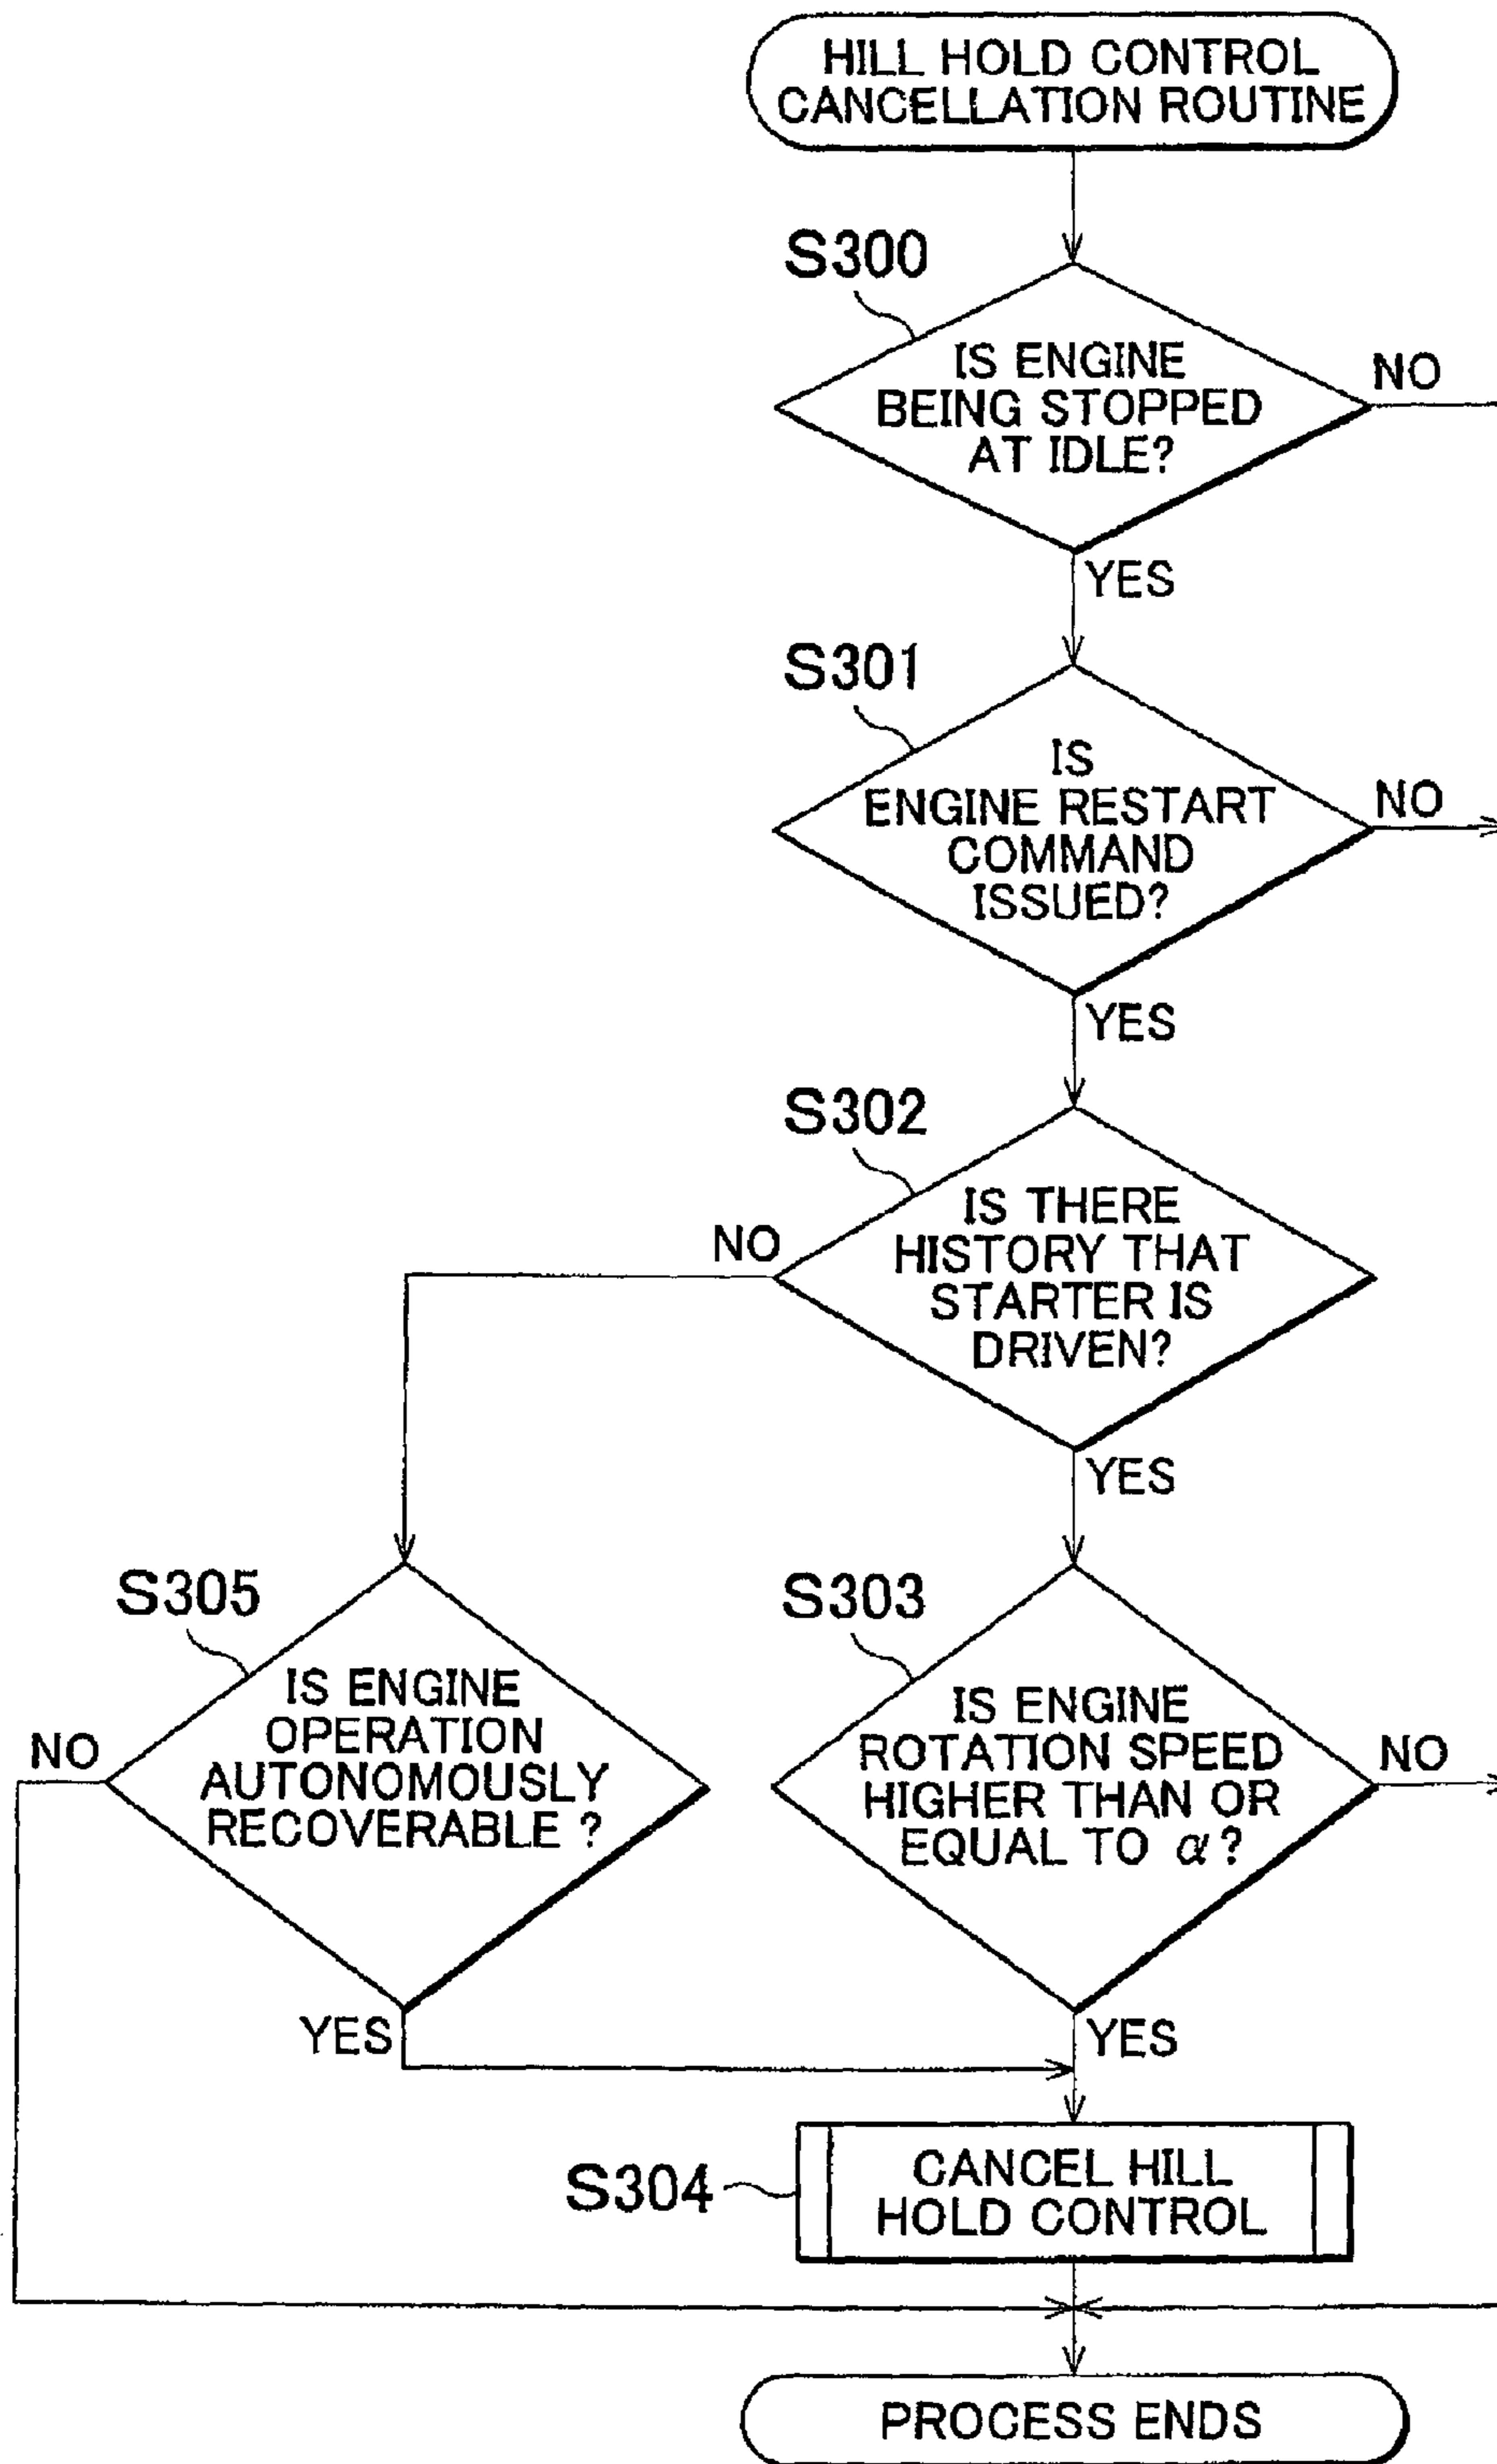 HILL HOLD CONTROL
CANCELLATION ROUTINE
S300
IS ENGINE
BEING STOPPED
AT IDLE?
NO
YES
S301
IS
ENGINE RESTART
COMMAND
ISSUED?
NO
YES
S302
IS THERE
HISTORY THAT
STARTER IS
DRIVEN?
NO
YES
S305
IS ENGINE
OPERATION
AUTONOMOUSLY
RECOVERABLE ?
NO
YES
S303
IS ENGINE
ROTATION SPEED
HIGHER THAN OR
EQUAL TO α?
NO
YES
S304
CANCEL HILL
HOLD CONTROL
PROCESS ENDS